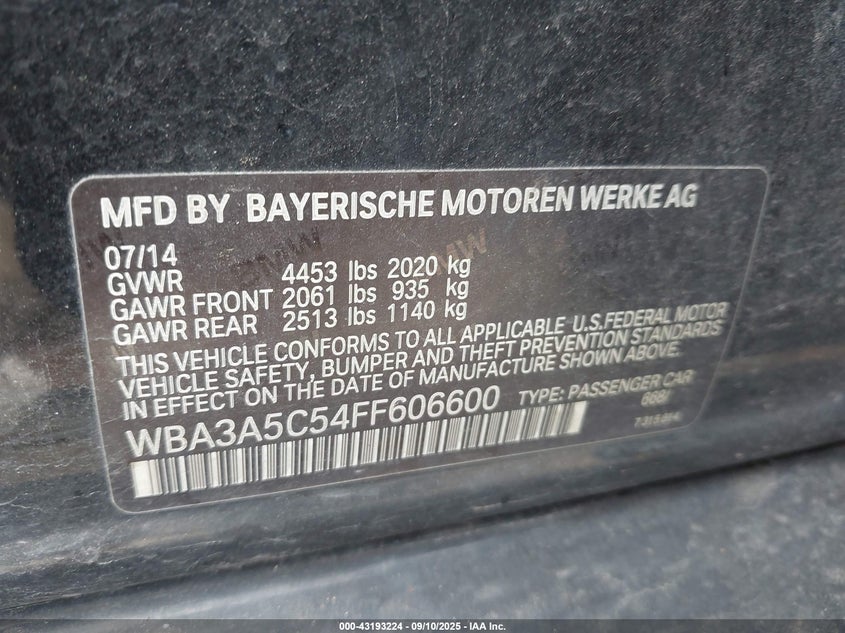 MFD BY BAYERISCHE MOTOREN WERKE AG
07/14
GVWR 4453 lbs 2020 kg
GAWR FRONT 2061 lbs 935 kg
GAWR REAR 2513 lbs 1140 kg
THIS VEHICLE CONFORMS TO ALL APPLICABLE U.S.FEDERAL MOTOR
VEHICLE SAFETY, BUMPER AND THEFT PREVENTION STANDARDS
IN EFFECT ON THE DATE OF MANUFACTURE SHOWN ABOVE.
WBA3A5C54FF606600 TYPE: PASSENGER CAR
000-43193224 - 09/10/2025 - IAA Inc.